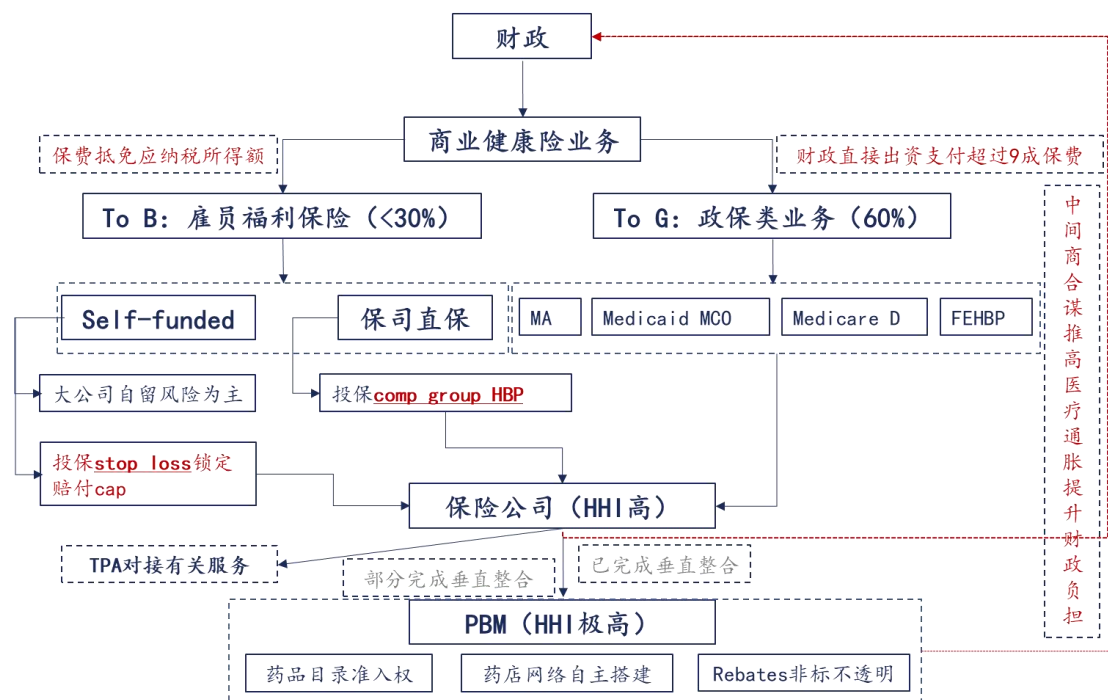 财政
商业健康险业务
保费抵免应纳税所得额
财政直接出资支付超过9成保费
To B: 雇员福利保险（<30%）
To G: 政保类业务（60%）
中间商合谋推高医疗通胀提升财政负担
Self-funded
保司直保
MA
Medicaid MCO
Medicare D
FEHBP
大公司自留风险为主
投保comp group HBP
投保stop loss锁定
赔付cap
保险公司（HHI高）
TPA对接有关服务
部分完成垂直整合
已完成垂直整合
PBM（HHI极高）
药品目录准入权
药店网络自主搭建
Rebates非标不透明